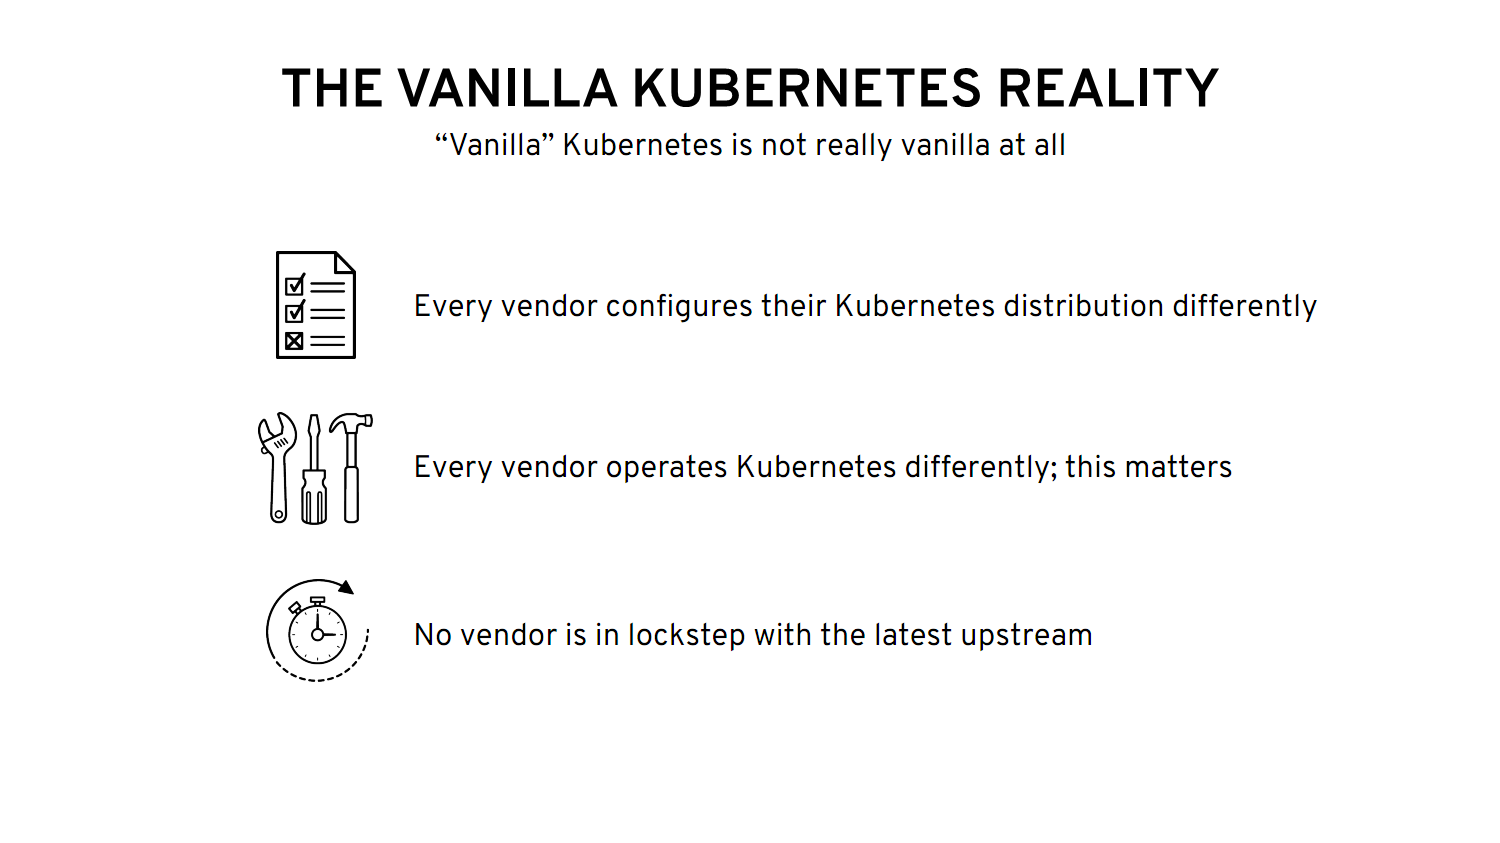 THE VANILLA KUBERNETES REALITY
“Vanilla” Kubernetes is not really vanilla at all
Every vendor configures their Kubernetes distribution differently
Every vendor operates Kubernetes differently; this matters
No vendor is in lockstep with the latest upstream